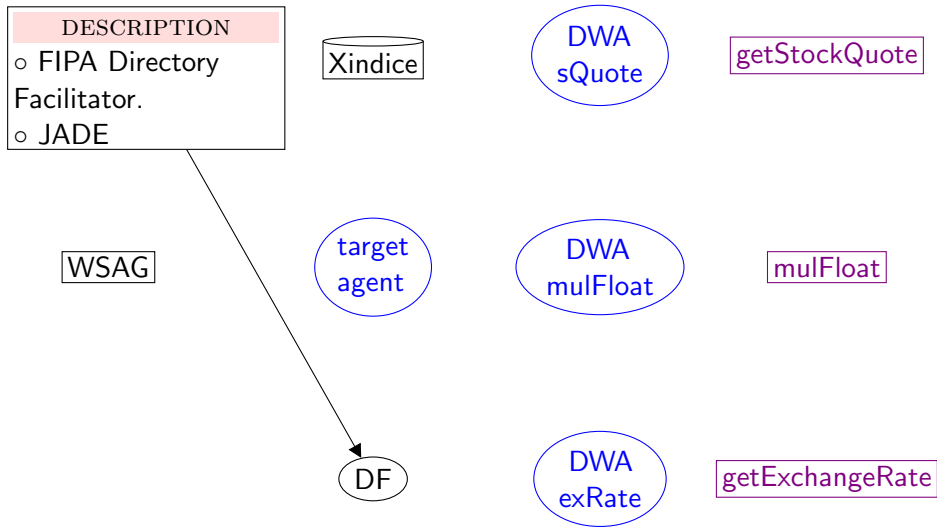 DESCRIPTION
○ FIPA Directory
Facilitator.
○ JADE
Xindice
DWA
sQuote
getStockQuote
WSAG
target
agent
DWA
mulFloat
mulFloat
DF
DWA
exRate
getExchangeRate